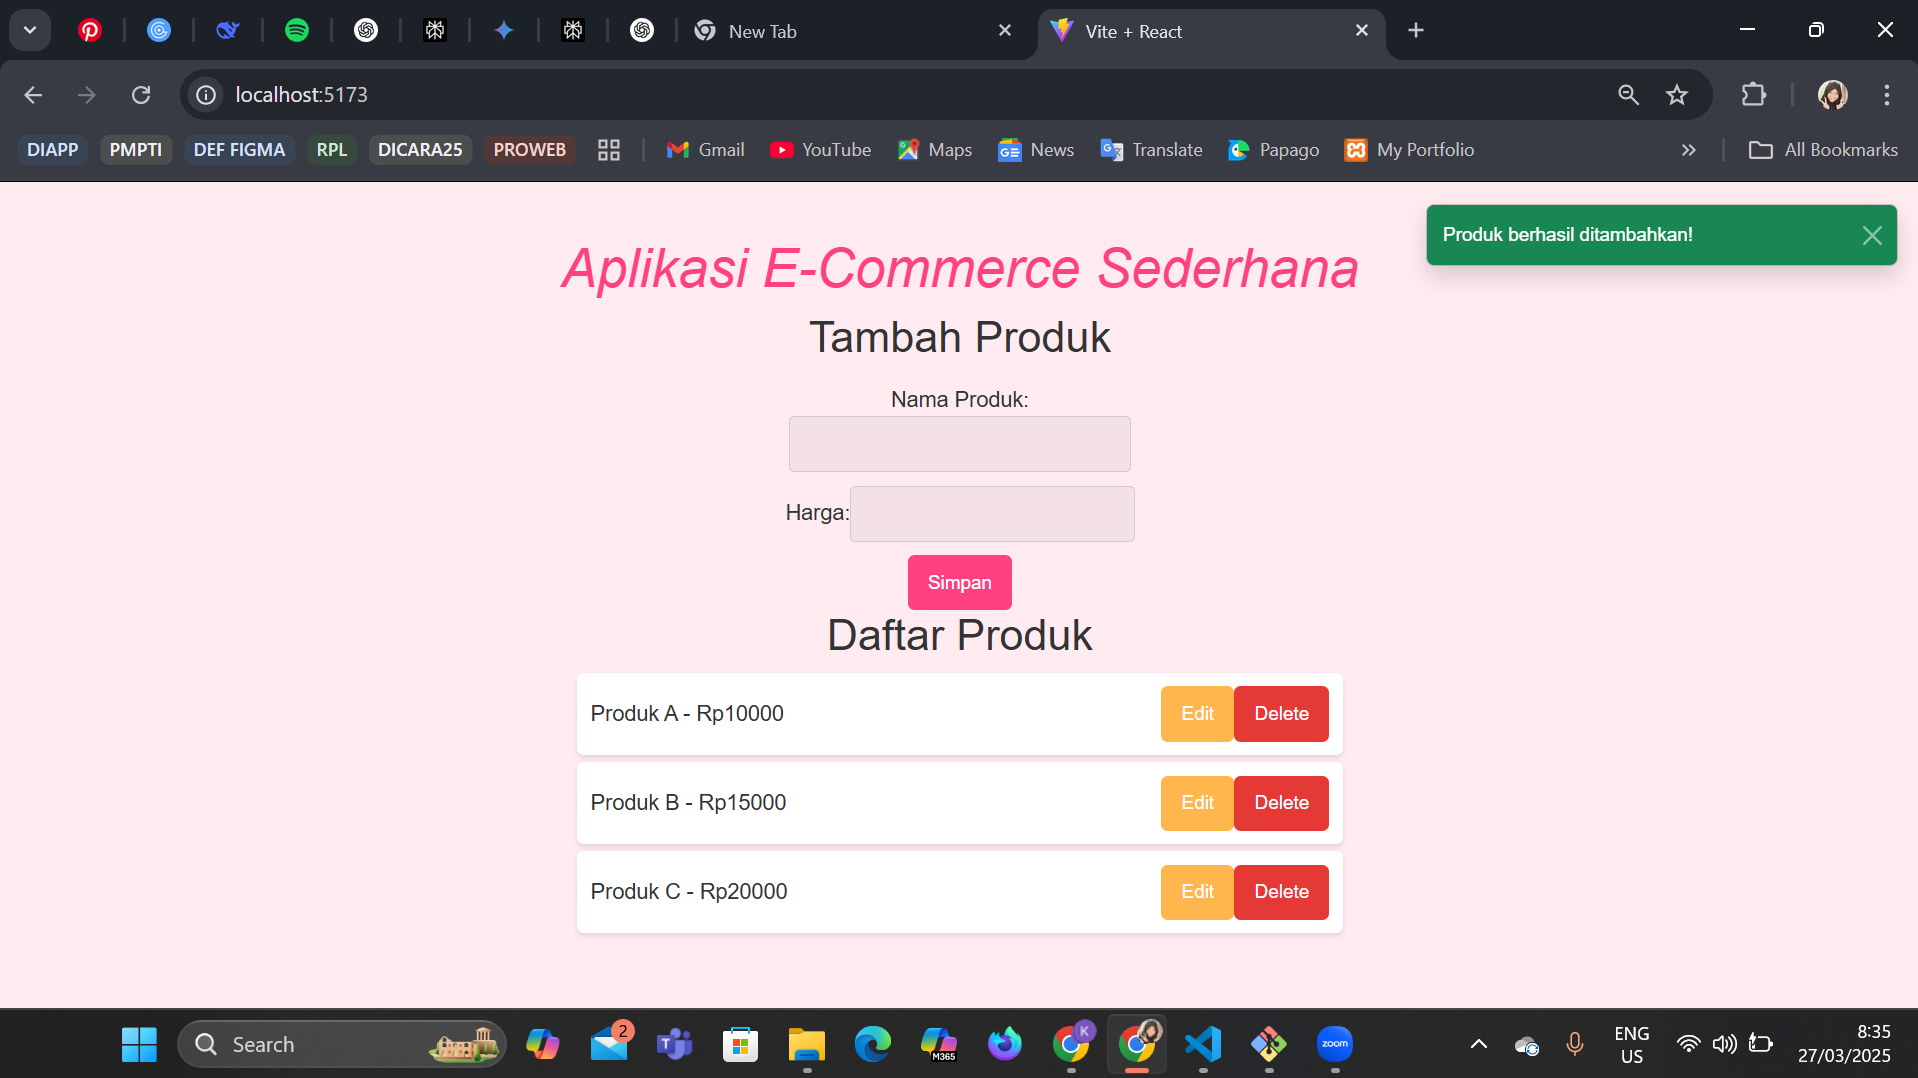 New Tab
Vite + React
localhost:5173
DIAPP PMPTI DEF FIGMA RPL DICARA25 PROWEB Gmail YouTube Maps News Translate Papago My Portfolio All Bookmarks
Produk berhasil ditambahkan!
Aplikasi E-Commerce Sederhana
Tambah Produk
Nama Produk:
Harga:
Simpan
Daftar Produk
Produk A - Rp10000 Edit Delete
Produk B - Rp15000 Edit Delete
Produk C - Rp20000 Edit Delete
Search
2
M365
K
zoom
ENG
US
8:35
27/03/2025